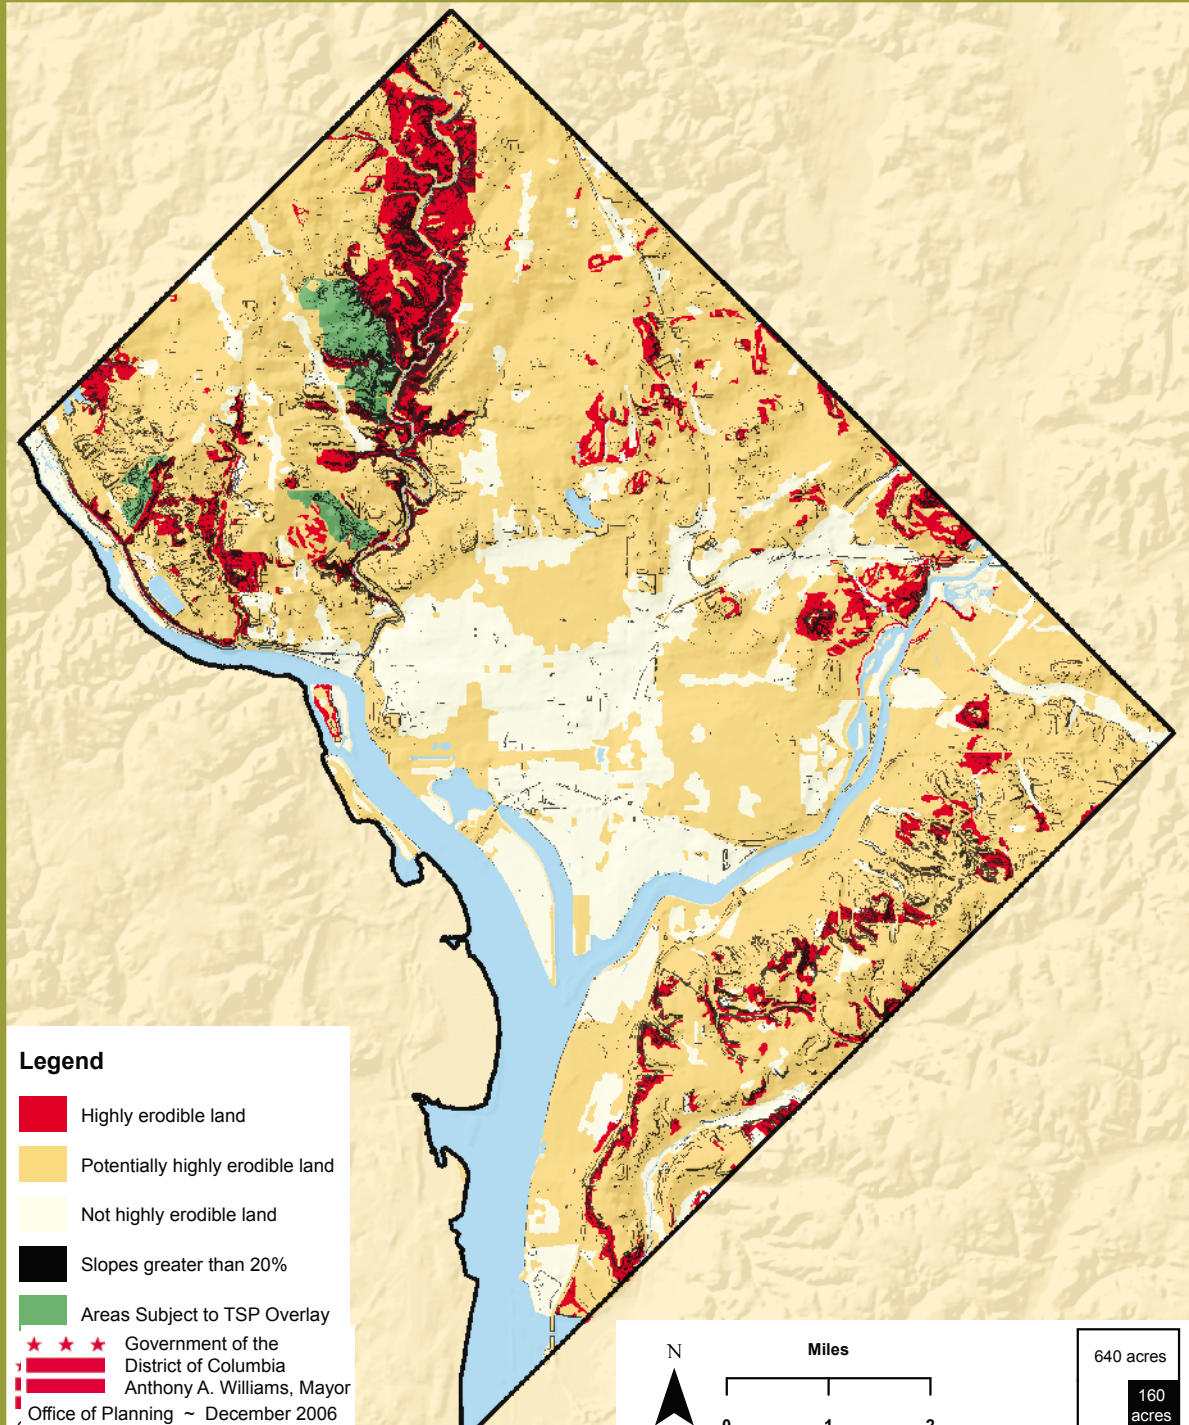 Legend
Highly erodible land
Potentially highly erodible land
Not highly erodible land
Slopes greater than 20%
Areas Subject to TSP Overlay
Government of the
District of Columbia
Anthony A. Williams, Mayor
Office of Planning ~ December 2006
N
Miles
0 1 2
640 acres
160
acres